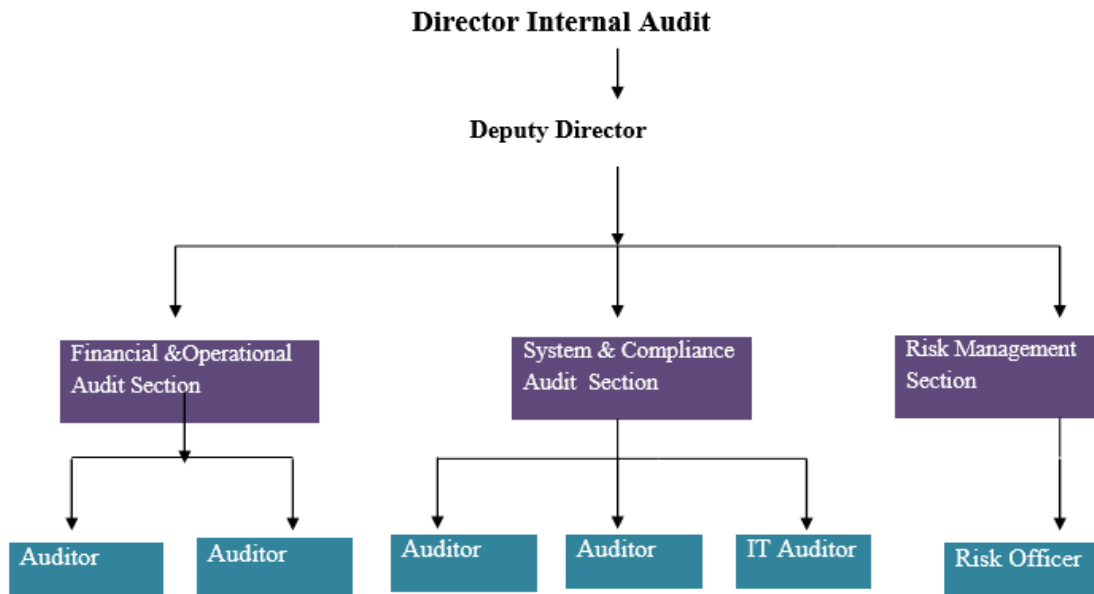 Director Internal Audit
Deputy Director
Financial &Operational
Audit Section
System & Compliance
Audit Section
Risk Management
Section
Auditor
Auditor
Auditor
Auditor
IT Auditor
Risk Officer